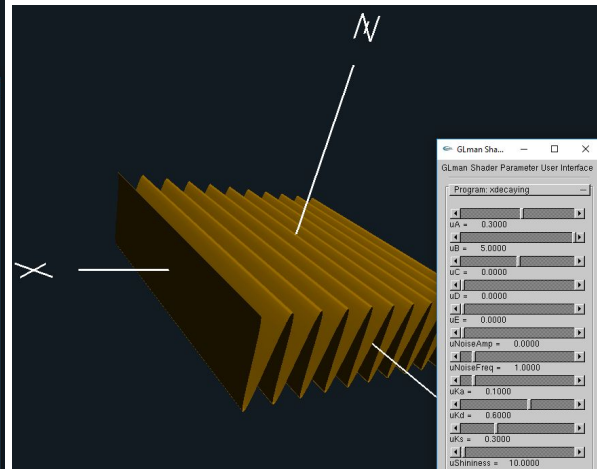 Z
X
GLman Sha...
GLman Shader Parameter User Interface
Program: xdecaying
uA = 0.3000
uB = 5.0000
uC = 0.0000
uD = 0.0000
uE = 0.0000
uNoiseAmp = 0.0000
uNoiseFreq = 1.0000
uKa = 0.1000
uKd = 0.6000
uKs = 0.3000
uShininess = 10.0000